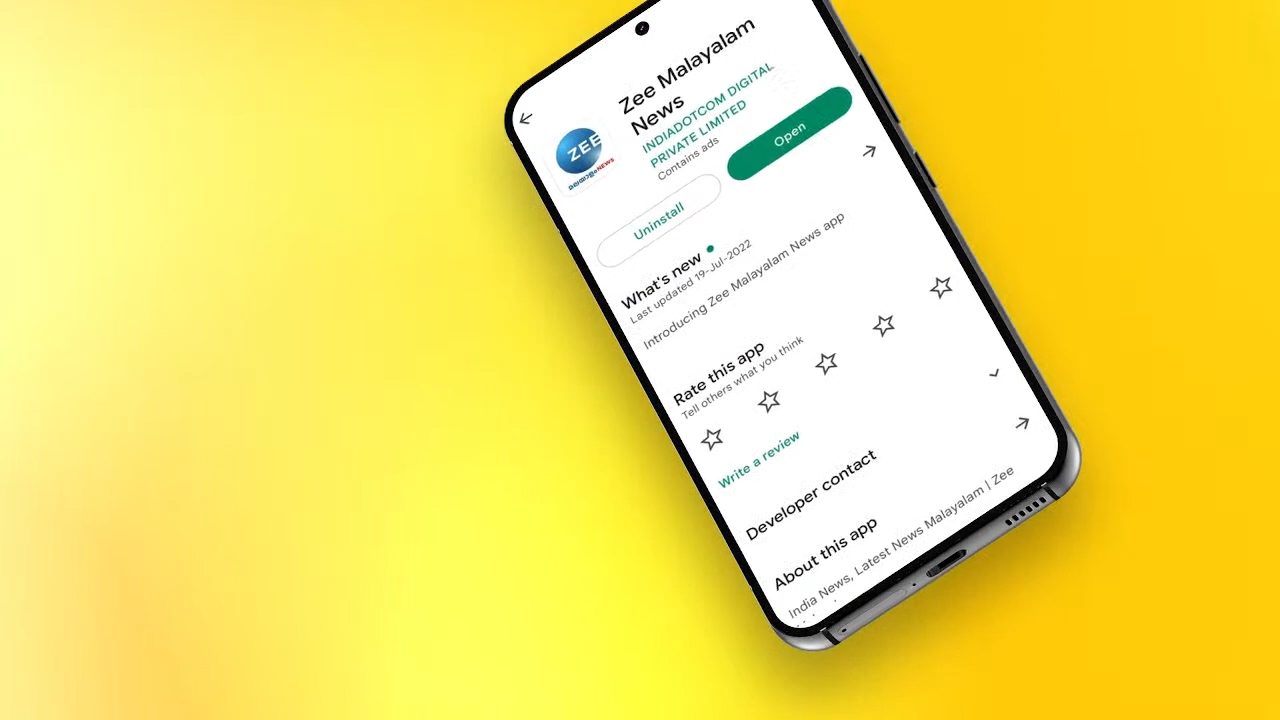 Zee Malayalam
News
INDIADOTCOM DIGITAL
PRIVATE LIMITED
Contains ads
ZEE
മലയാളം NEWS
Uninstall
Open
What's new
Last updated 19-Jul-2022
Introducing Zee Malayalam News app
Rate this app
Tell others what you think
Write a review
Developer contact
About this app
India News, Latest News Malayalam | Zee